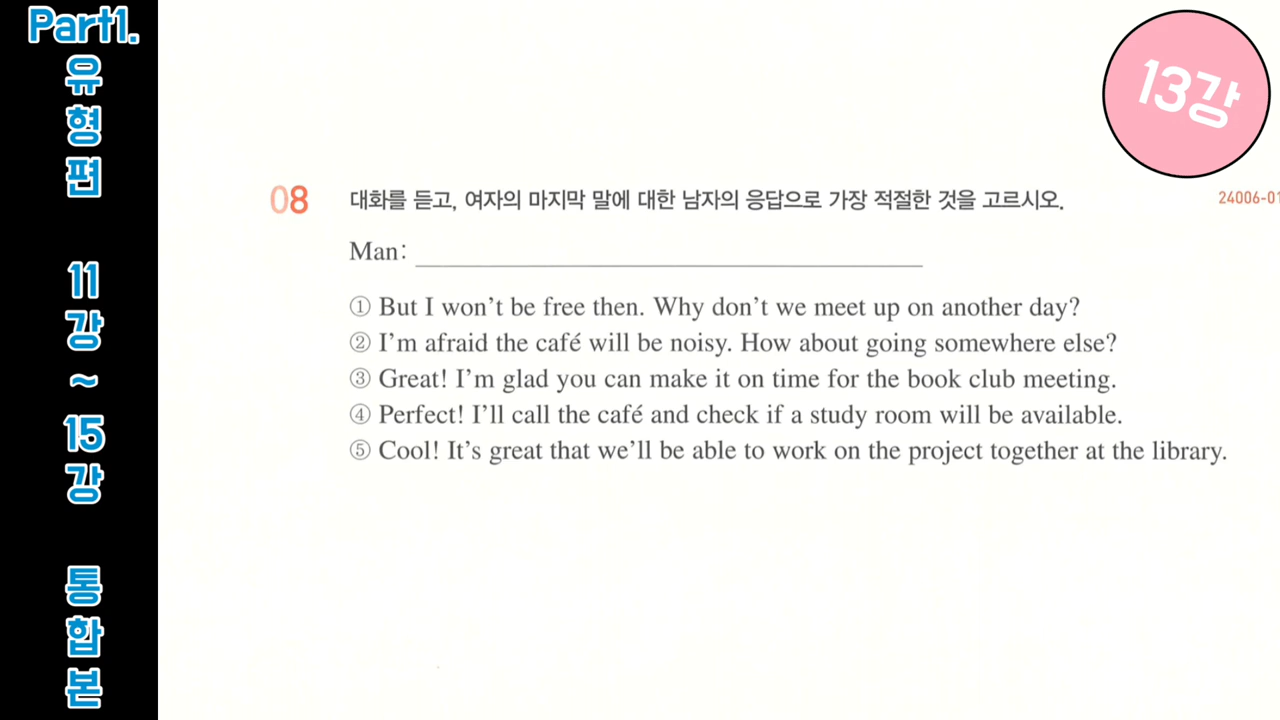 Part1.
유
형
편
11
강
~
15
강
통
합
본
13강
08 대화를 듣고, 여자의 마지막 말에 대한 남자의 응답으로 가장 적절한 것을 고르시오.
24006-01
Man:
① But I won't be free then. Why don't we meet up on another day?
② I'm afraid the café will be noisy. How about going somewhere else?
③ Great! I'm glad you can make it on time for the book club meeting.
④ Perfect! I'll call the café and check if a study room will be available.
⑤ Cool! It's great that we'll be able to work on the project together at the library.